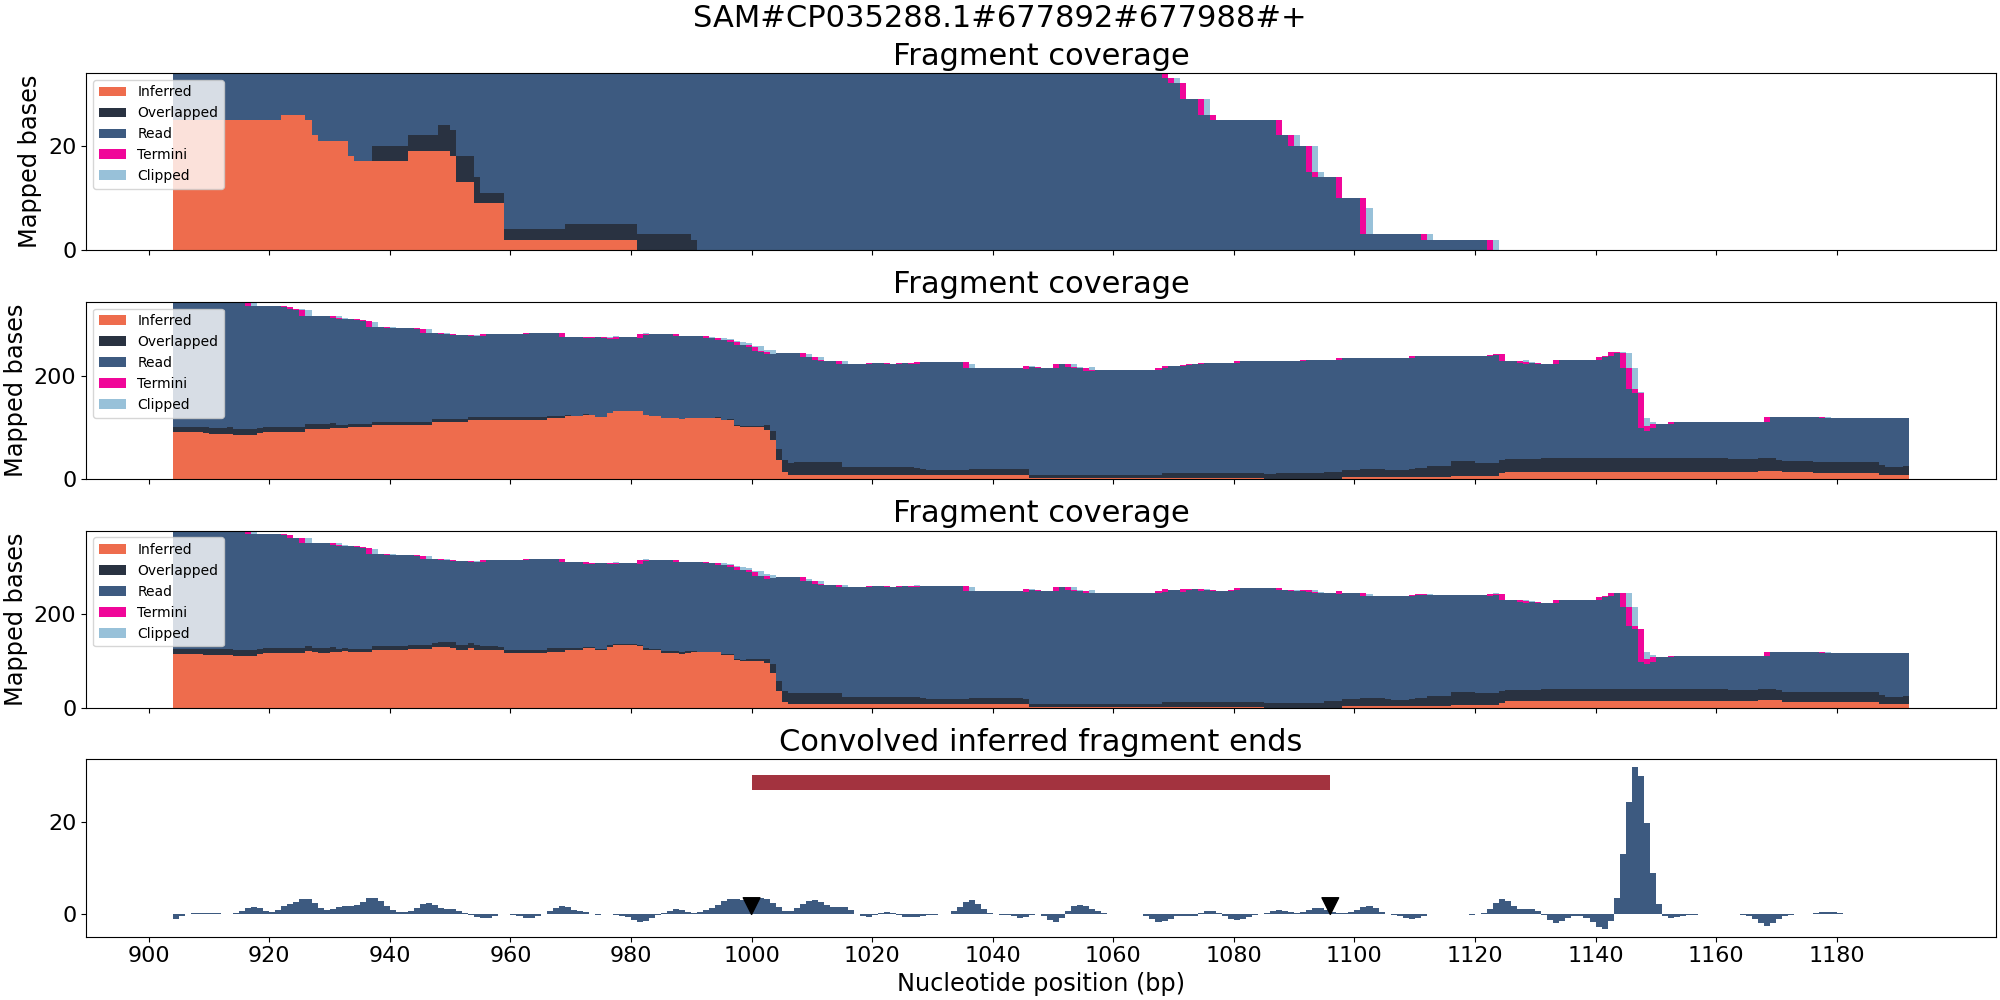 SAM#CP035288.1#677892#677988#+
Fragment coverage
Mapped bases
20
0
Inferred
Overlapped
Read
Termini
Clipped
Fragment coverage
Mapped bases
200
0
Inferred
Overlapped
Read
Termini
Clipped
Fragment coverage
Mapped bases
200
0
Inferred
Overlapped
Read
Termini
Clipped
Convolved inferred fragment ends
20
0
900 920 940 960 980 1000 1020 1040 1060 1080 1100 1120 1140 1160 1180
Nucleotide position (bp)